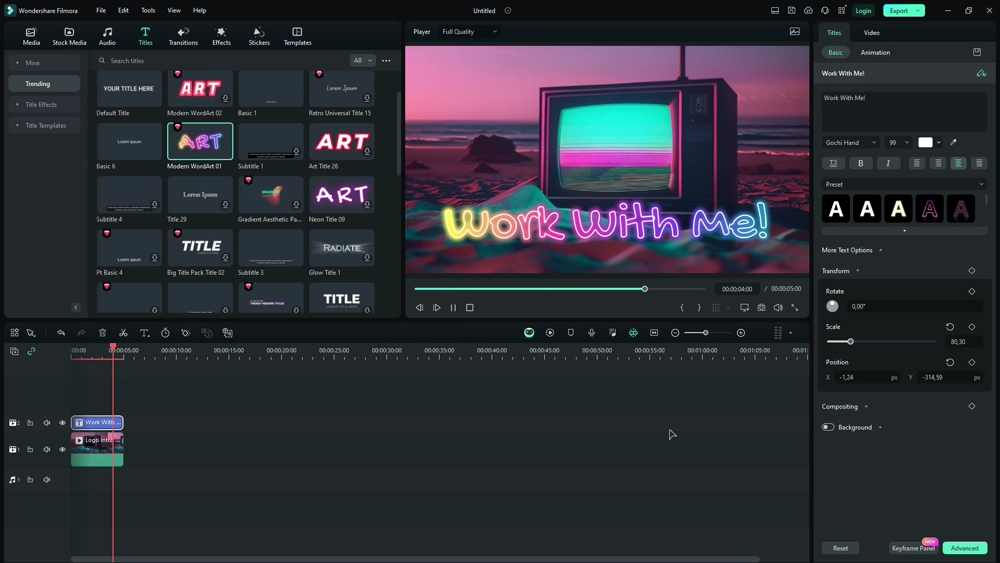 Wondershare Filmora File Edit Tools View Help Untitled Login Export
Media Stock Media Audio Titles Transitions Effects Stickers Templates
Player Full Quality
Titles Video
Mine
Trending
Title Effects
Title Templates
Search titles All
YOUR TITLE HERE ART Lorem Ipsum
Default Title Modern WordArt 02 Basic 1 Retro Universal Title 15
Lorem ipsum ART ART
Basic 6 Modern WordArt 01 Subtitle 1 Art Title 26
Lorem Ipsum ART
Subtitle 4 Title 29 Gradient Aesthetic Pa... Neon Title 09
Lorem ipsum TITLE RADIATE
Pt Basic 4 Big Title Pack Title 02 Subtitle 3 Glow Title 1
TITLE
Work With Me!
00:00:04:00 / 00:00:05:00
Basic Animation
Work With Me!
Work With Me!
Gochi Hand 99
TI B I
Preset
A A A A A
More Text Options
Transform
Rotate
0,00°
Scale
80,30
Position
X -1,24 px Y -314,59 px
Compositing
Background
Reset Keyframe Panel NEW Advanced
:00:00 00:00:05:00 00:00:10:00 00:00:15:00 00:00:20:00 00:00:25:00 00:00:30:00 00:00:35:00 00:00:40:00 00:00:45:00 00:00:50:00 00:00:55:00 00:01:00:00 00:01:05:00 00:01:1
2 Work With...
Logo Intro...
1
1